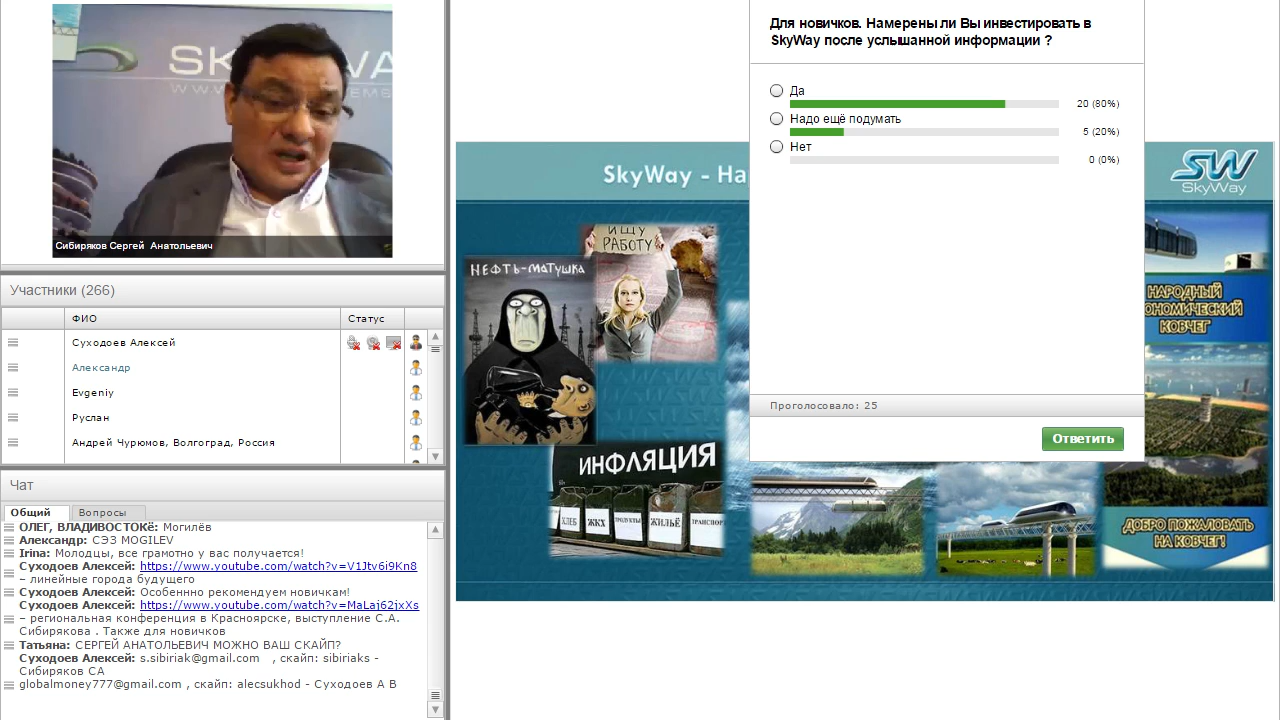 SKYWA
Сибиряков Сергей Анатольевич
Участники (266)
ФИО
Статус
Суходоев Алексей
Александр
Evgeniy
Руслан
Андрей Чурюмов, Волгоград, Россия
Чат
Общий
Вопросы
ОЛЕГ, ВЛАДИВОСТОКё: Могилёв
Александр: СЭЗ MOGILEV
Irina: Молодцы, все грамотно у вас получается!
Суходоев Алексей: https://www.youtube.com/watch?v=V1Jtv6i9Kn8
– линейные города будущего
Суходоев Алексей: Особеннно рекомендуем новичкам!
Суходоев Алексей: https://www.youtube.com/watch?v=MaLaj62jxXs
– региональная конференция в Красноярске, выступление С.А.
Сибирякова . Также для новичков
Татьяна: СЕРГЕЙ АНАТОЛЬЕВИЧ МОЖНО ВАШ СКАЙП?
Суходоев Алексей: s.sibiriak@gmail.com , скайп: sibiriaks -
Сибиряков СА
globalmoney777@gmail.com , скайп: alecsukhod - Суходоев А В
Для новичков. Намерены ли Вы инвестировать в
SkyWay после услышанной информации ?
Да
20 (80%)
Надо ещё подумать
5 (20%)
Нет
0 (0%)
Проголосовало: 25
Ответить
SkyWay - На
SW
SkyWay
ИЩУ
РАБОТУ
НЕФТЬ-МАТУШКА
ИНФЛЯЦИЯ
ХЛЕБ
ЖКХ
ПРОДУКТЫ
ЖИЛЬЁ
ТРАНСПОР
НАРОДНЫЙ
ОНОМИЧЕСКИЙ
КОВЧЕГ
ДОБРО ПОЖАЛОВАТЬ
НА КОВЧЕГ!